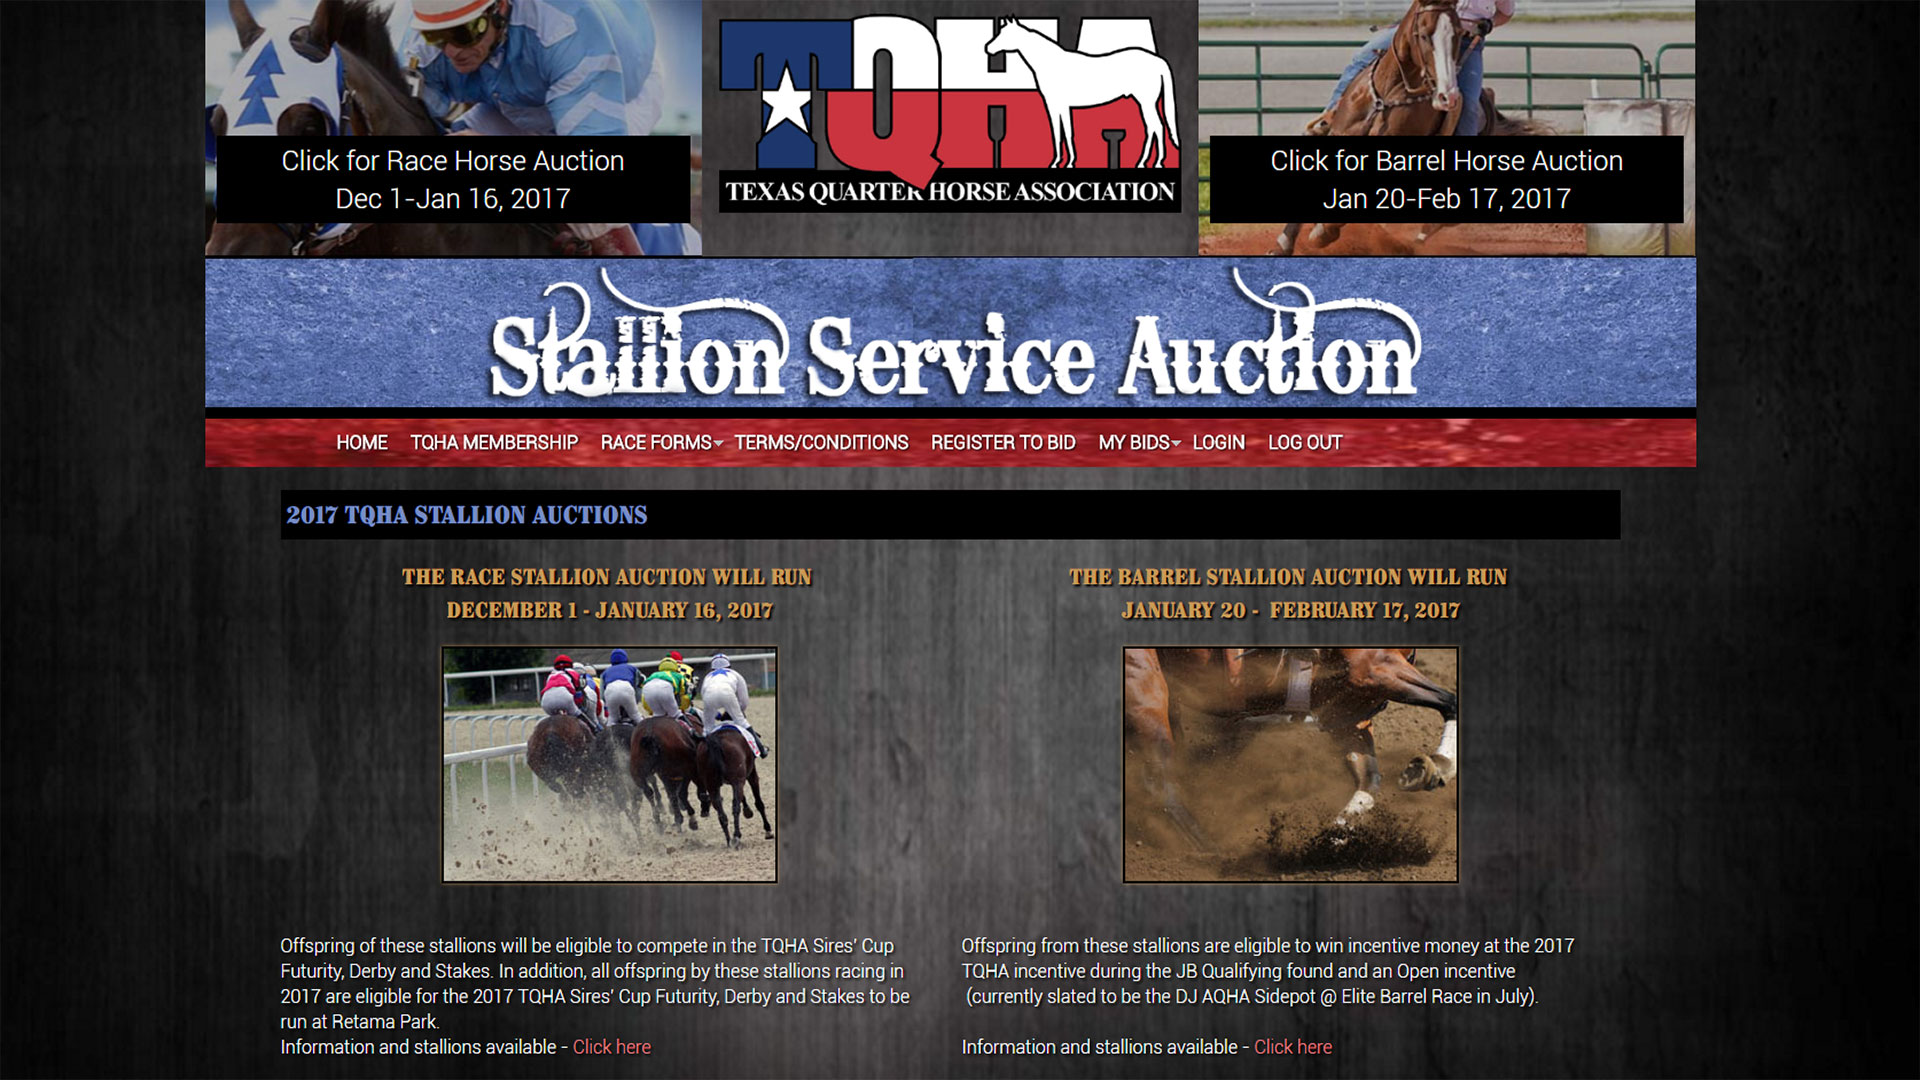 Click for Race Horse Auction
Dec 1-Jan 16, 2017
TQHA
TEXAS QUARTER HORSE ASSOCIATION
Click for Barrel Horse Auction
Jan 20-Feb 17, 2017
Stallion Service Auction
HOME TQHA MEMBERSHIP RACE FORMS TERMS/CONDITIONS REGISTER TO BID MY BIDS LOGIN LOG OUT
2017 TQHA STALLION AUCTIONS
THE RACE STALLION AUCTION WILL RUN
DECEMBER 1 - JANUARY 16, 2017
Offspring of these stallions will be eligible to compete in the TQHA Sires' Cup
Futurity, Derby and Stakes. In addition, all offspring by these stallions racing in
2017 are eligible for the 2017 TQHA Sires' Cup Futurity, Derby and Stakes to be
run at Retama Park.
Information and stallions available - Click here
THE BARREL STALLION AUCTION WILL RUN
JANUARY 20 - FEBRUARY 17, 2017
Offspring from these stallions are eligible to win incentive money at the 2017
TQHA incentive during the JB Qualifying found and an Open incentive
(currently slated to be the DJ AQHA Sidepot @ Elite Barrel Race in July).
Information and stallions available - Click here